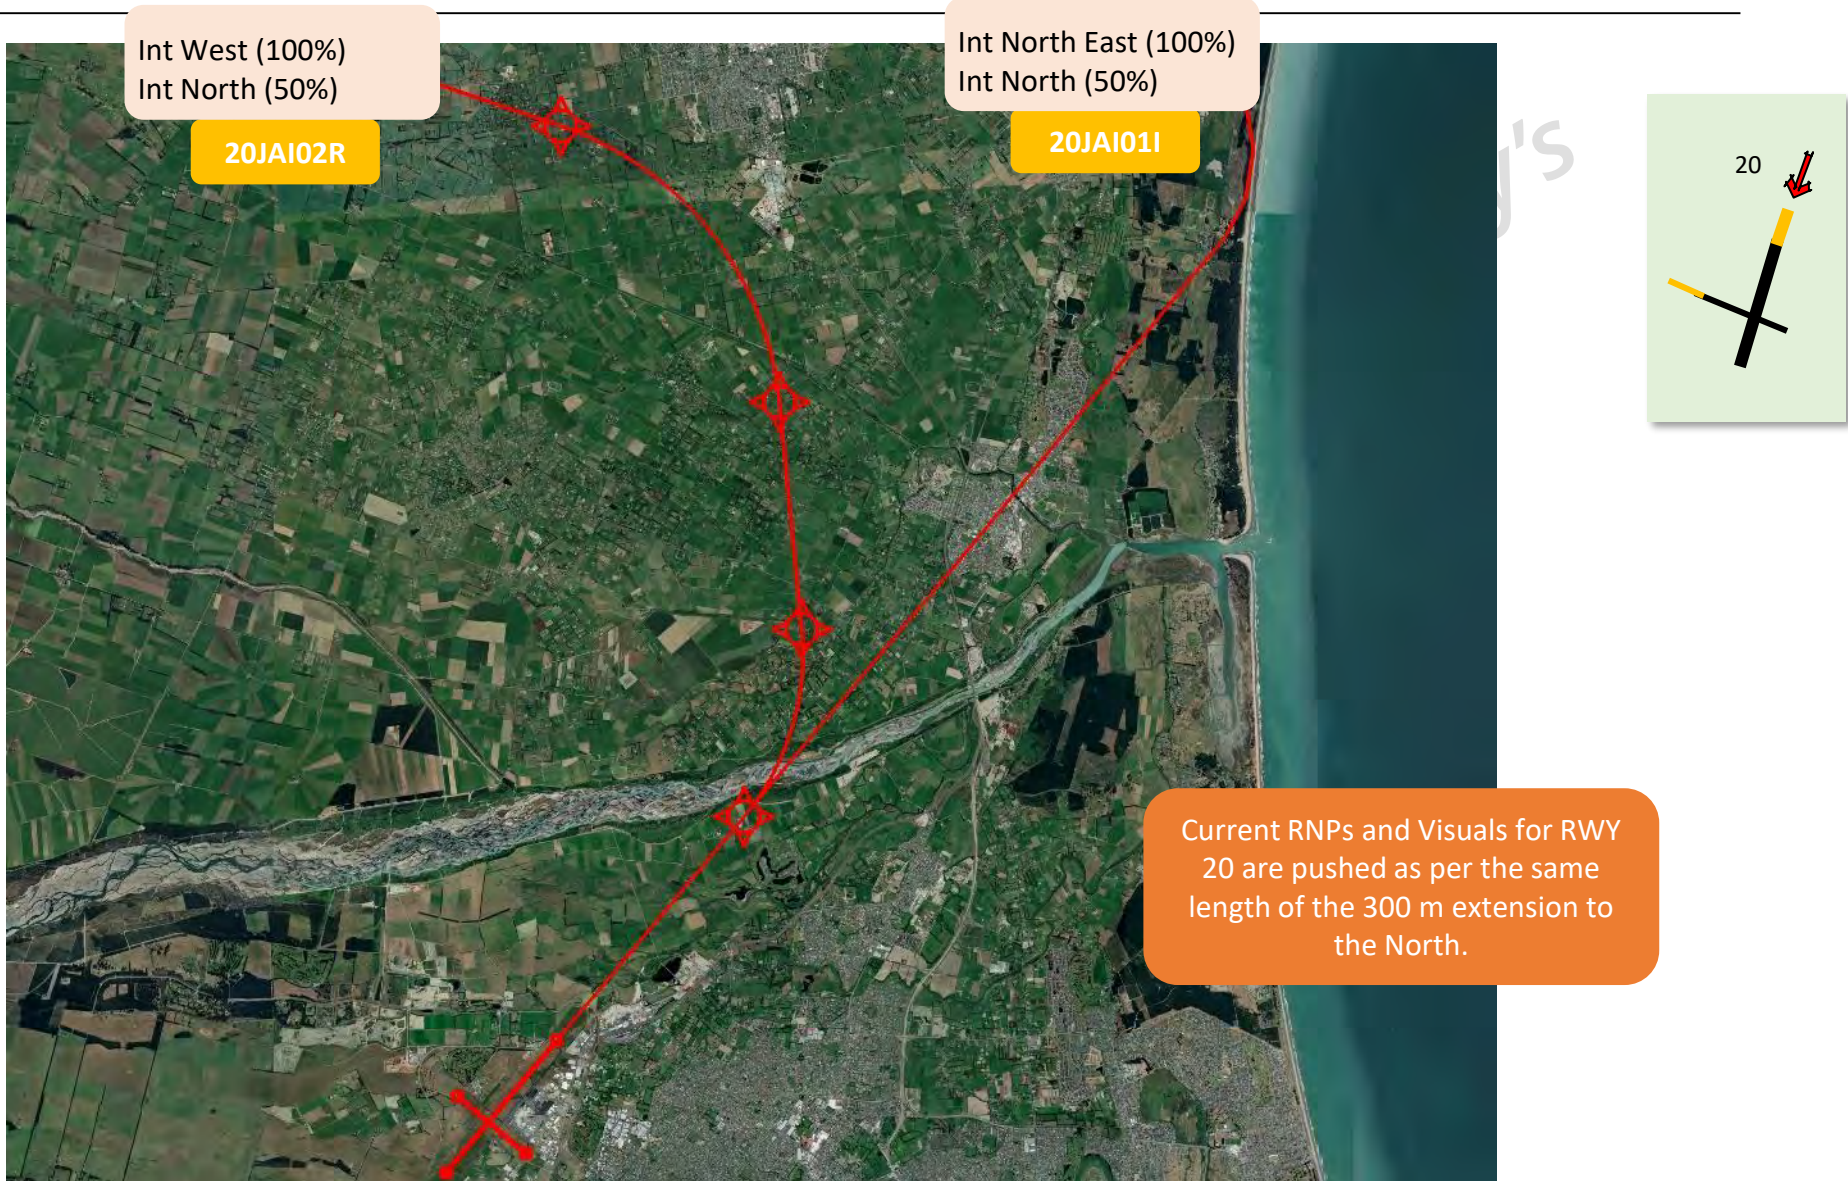 Int West (100%)
Int North (50%)
20JAI02R
Int North East (100%)
Int North (50%)
20JAI01I
20
Current RNPs and Visuals for RWY
20 are pushed as per the same
length of the 300 m extension to
the North.